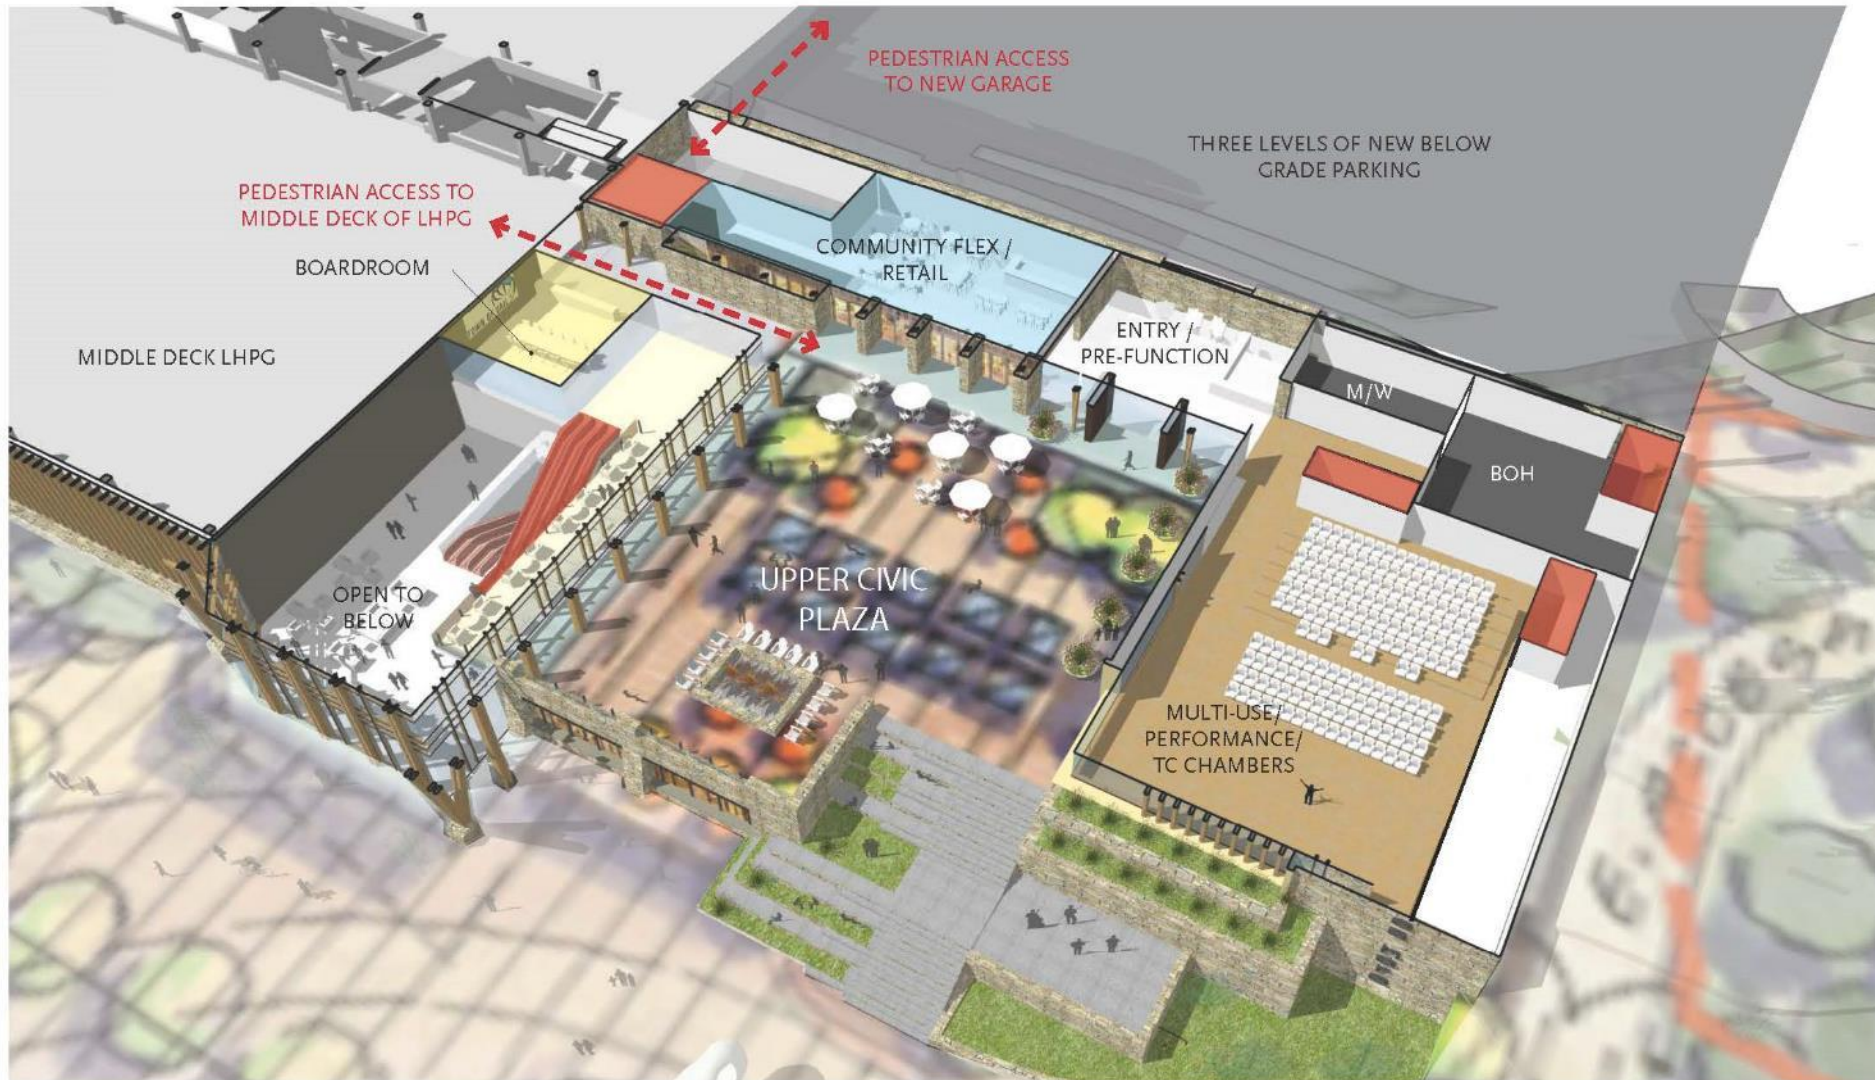 PEDESTRIAN ACCESS
TO NEW GARAGE
THREE LEVELS OF NEW BELOW
GRADE PARKING
PEDESTRIAN ACCESS TO
MIDDLE DECK OF LHPG
BOARDROOM
COMMUNITY FLEX /
RETAIL
MIDDLE DECK LHPG
ENTRY /
PRE-FUNCTION
M/W
BOH
OPEN TO
BELOW
UPPER CIVIC
PLAZA
MULTI-USE/
PERFORMANCE/
TC CHAMBERS